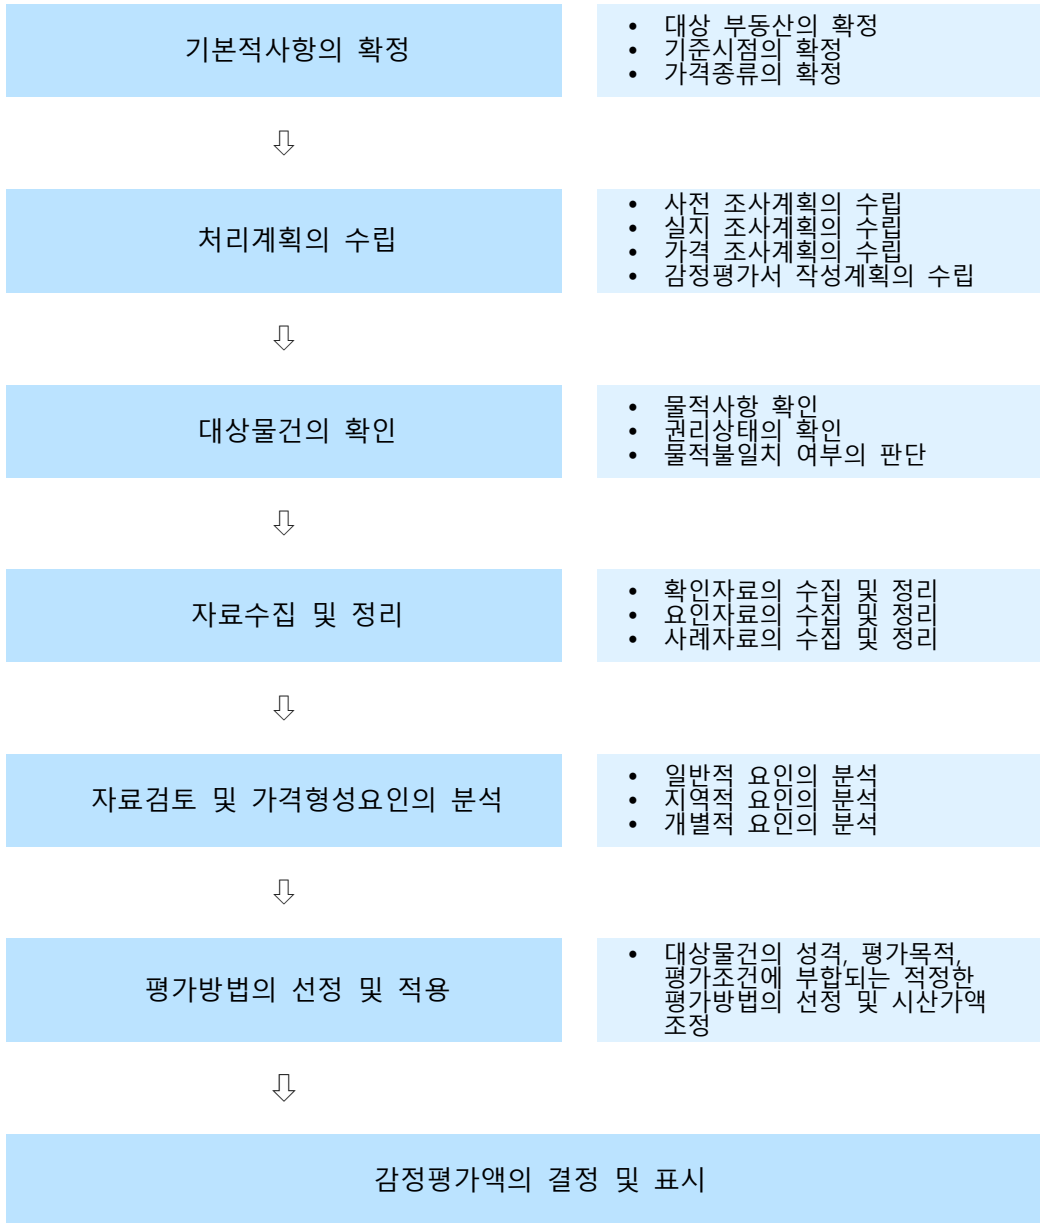 기본적사항의 확정
• 대상 부동산의 확정
• 기준시점의 확정
• 가격종류의 확정
처리계획의 수립
• 사전 조사계획의 수립
• 실지 조사계획의 수립
• 가격 조사계획의 수립
• 감정평가서 작성계획의 수립
대상물건의 확인
• 물적사항 확인
• 권리상태의 확인
• 물적불일치 여부의 판단
자료수집 및 정리
• 확인자료의 수집 및 정리
• 요인자료의 수집 및 정리
• 사례자료의 수집 및 정리
자료검토 및 가격형성요인의 분석
• 일반적 요인의 분석
• 지역적 요인의 분석
• 개별적 요인의 분석
평가방법의 선정 및 적용
• 대상물건의 성격, 평가목적,
평가조건에 부합되는 적정한
평가방법의 선정 및 시산가액
조정
감정평가액의 결정 및 표시